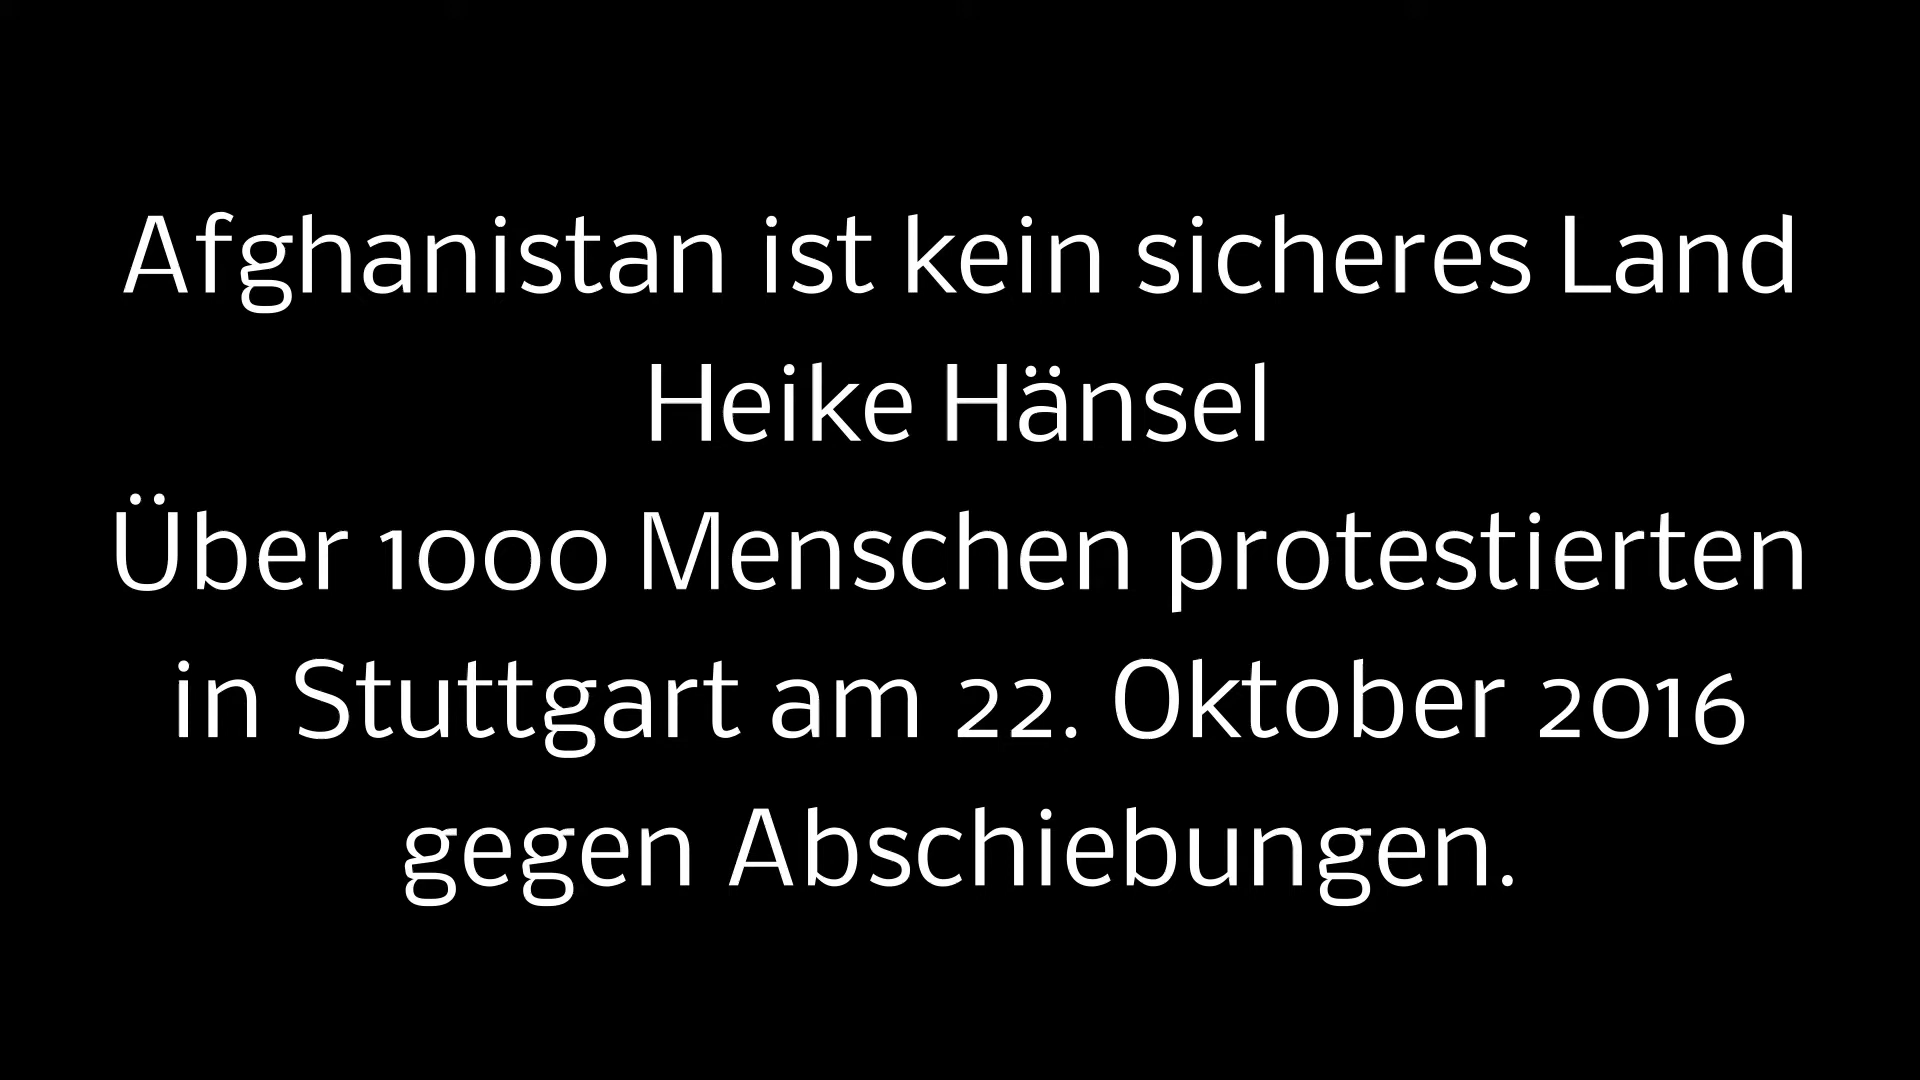 Afghanistan ist kein sicheres Land
Heike Hänsel
Über 1000 Menschen protestierten
in Stuttgart am 22. Oktober 2016
gegen Abschiebungen.